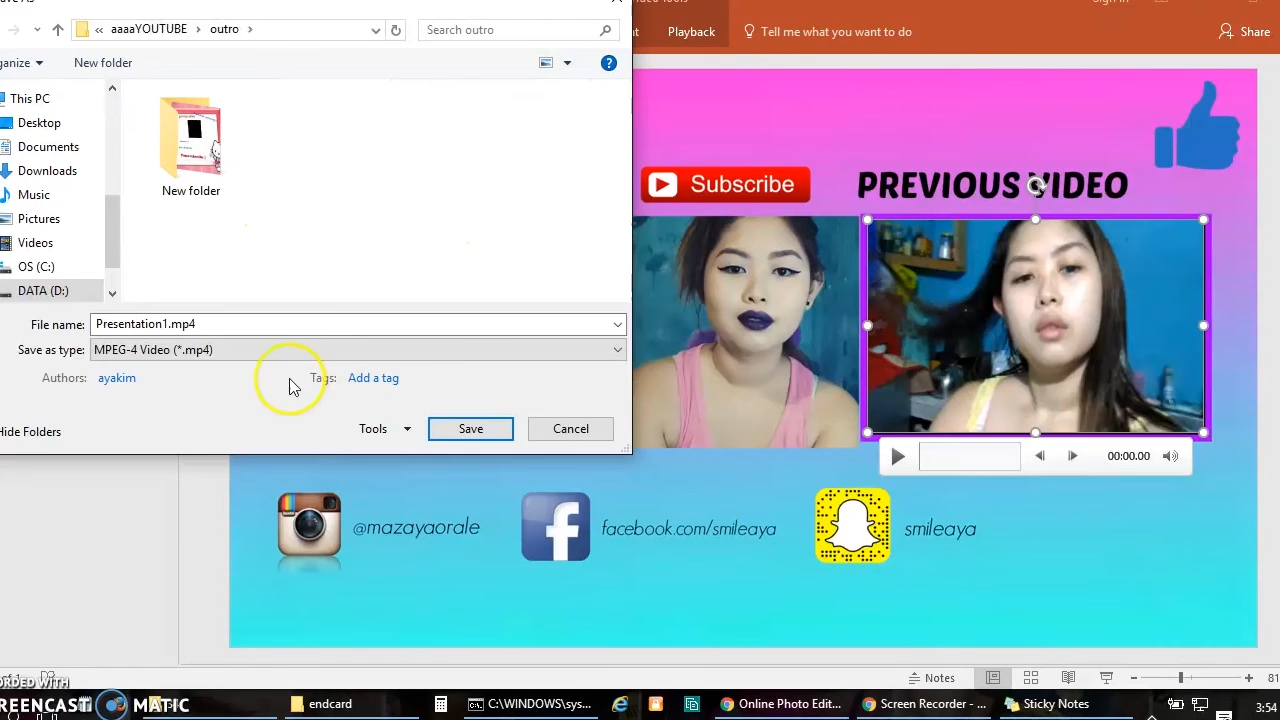 aaaaYOUTUBE
outro
Search outro
New folder
This PC
Desktop
Documents
Downloads
Music
Pictures
Videos
OS (C:)
DATA (D:)
New folder
File name:
Presentation1.mp4
Save as type:
MPEG-4 Video (*.mp4)
Authors:
ayakim
Tags:
Add a tag
Tools
Save
Cancel
Playback
Tell me what you want to do
Share
Subscribe
PREVIOUS VIDEO
00:00.00
@mazayaorale
facebook.com/smileaya
smileaya
Notes
81
endcard
C:\WINDOWS\sys...
Online Photo Edit...
Screen Recorder - ...
Sticky Notes
3:54